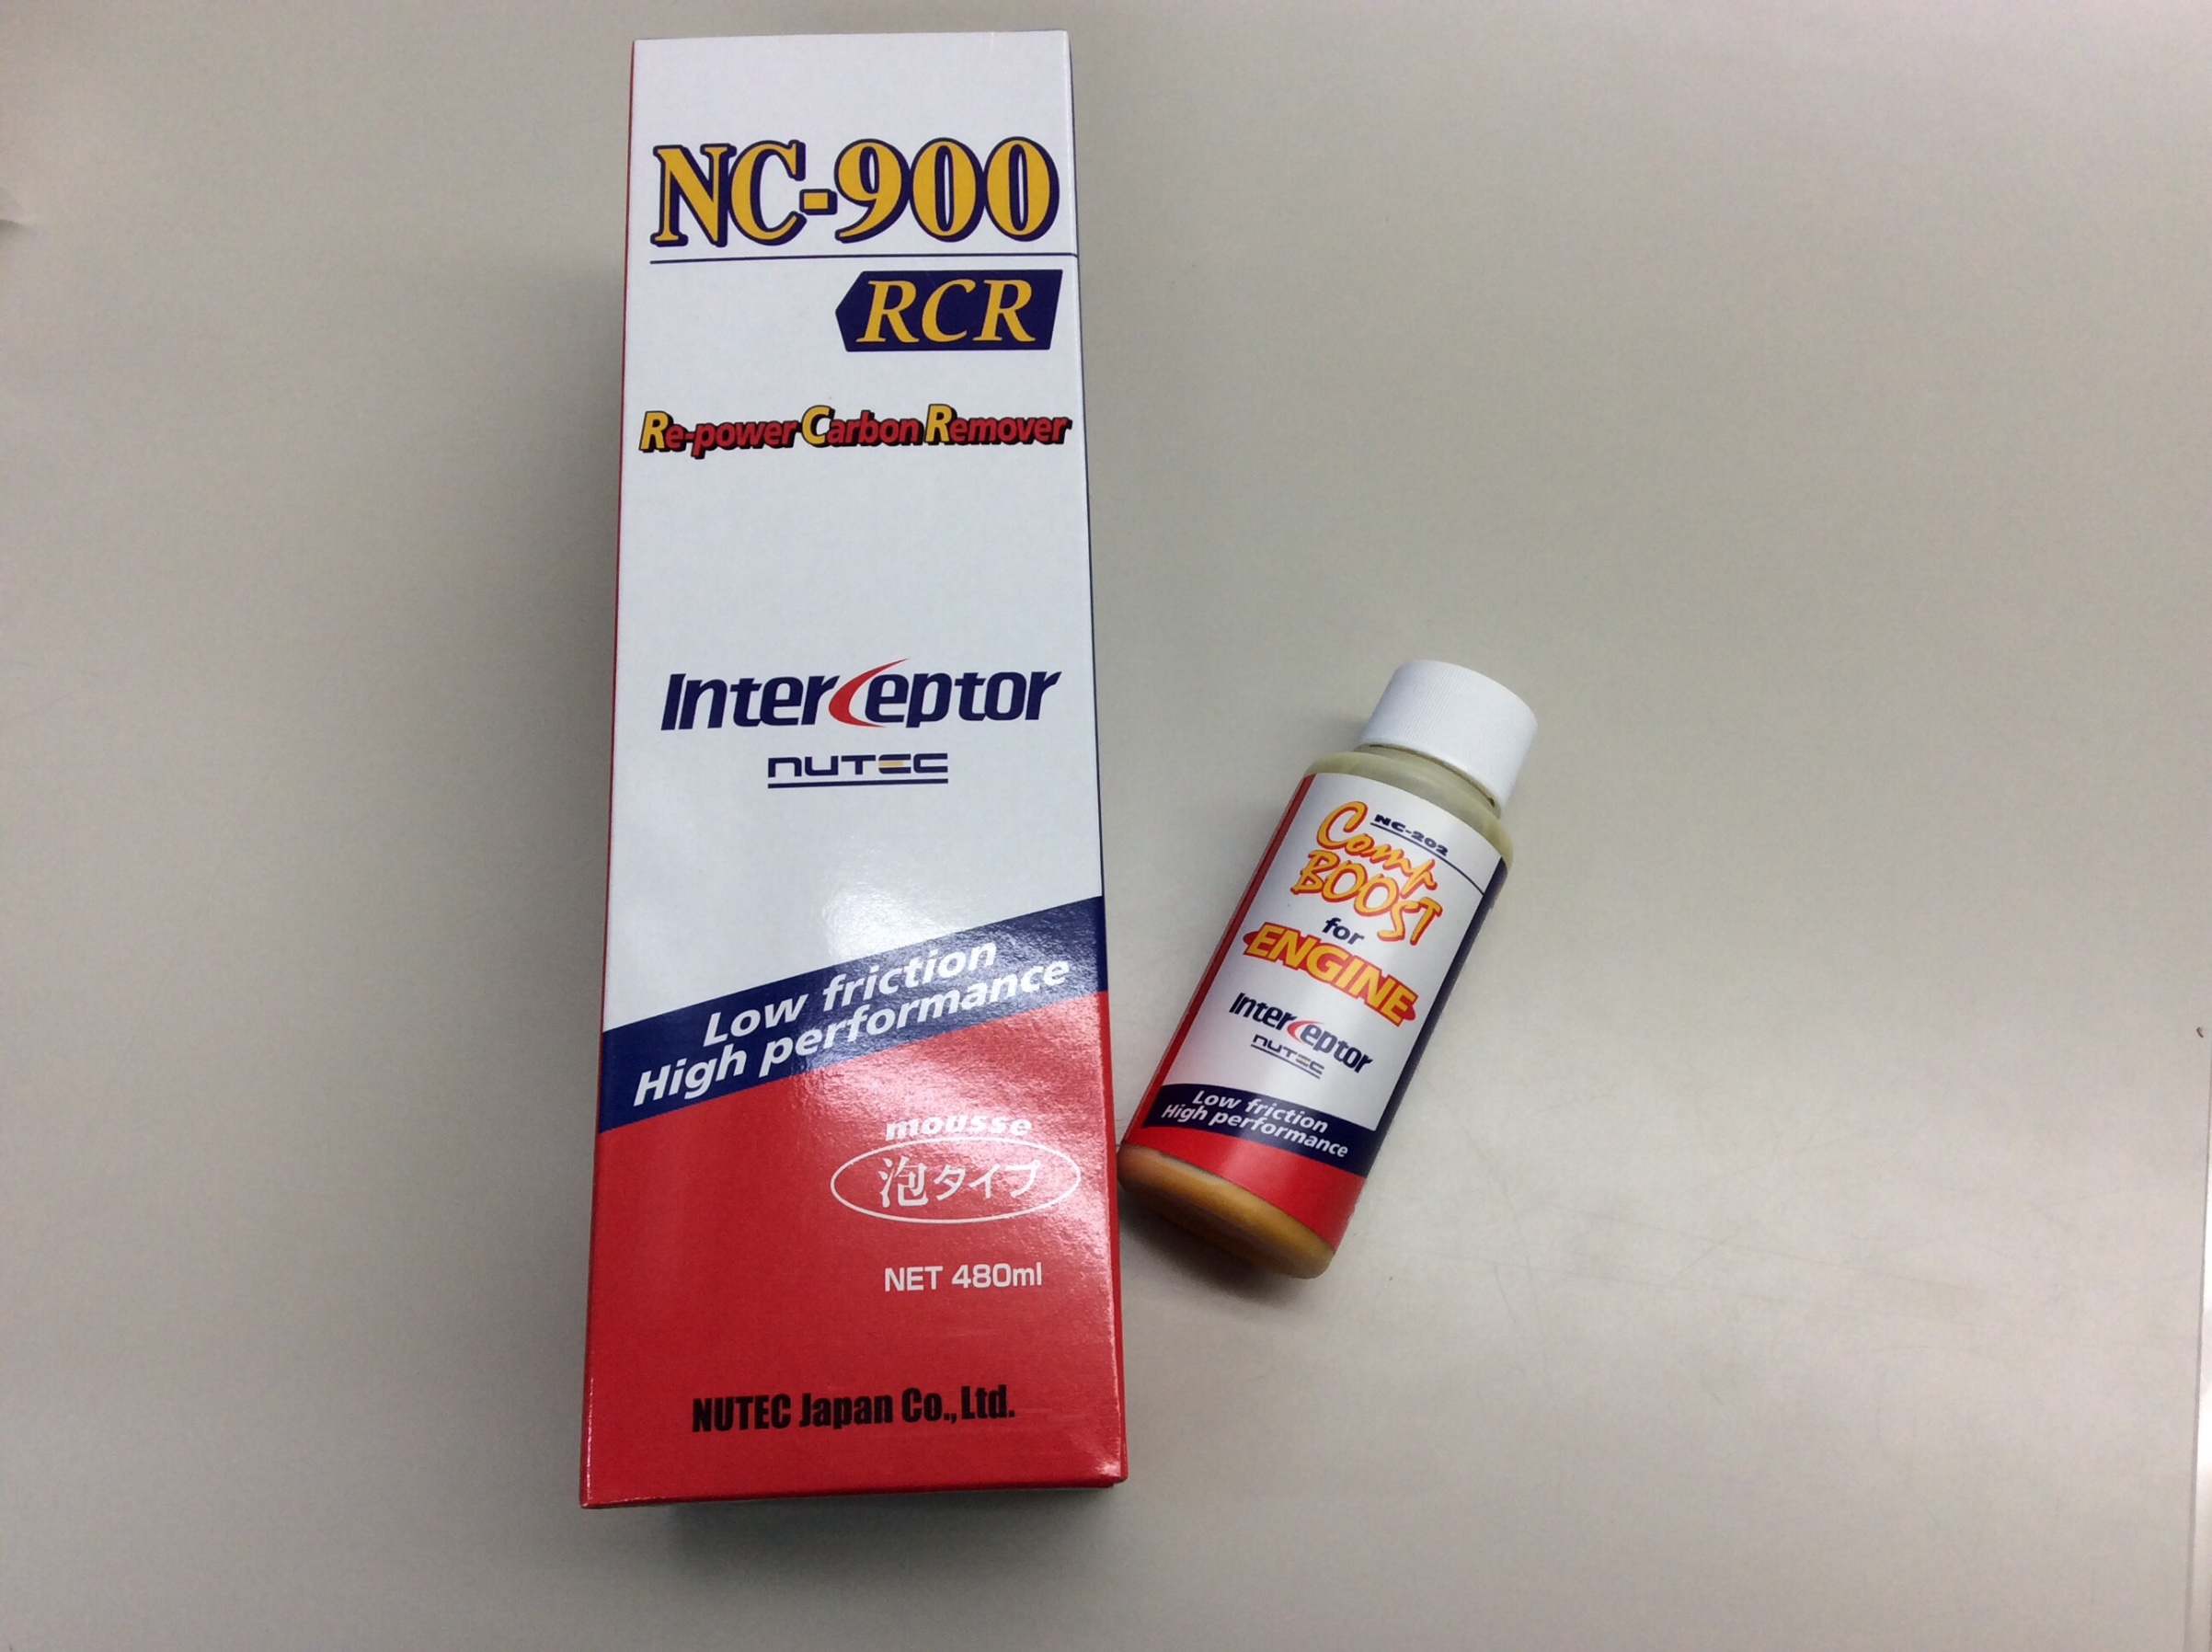 NC-900
RCR
Re-power Carbon Remover
Interceptor
NUTEC
Low friction
High performance
mousse
泡タイプ
NET 480ml
NUTEC Japan Co., Ltd.
NC-202
Comp
BOOST
for
ENGINE
Interceptor
NUTEC
Low friction
High performance